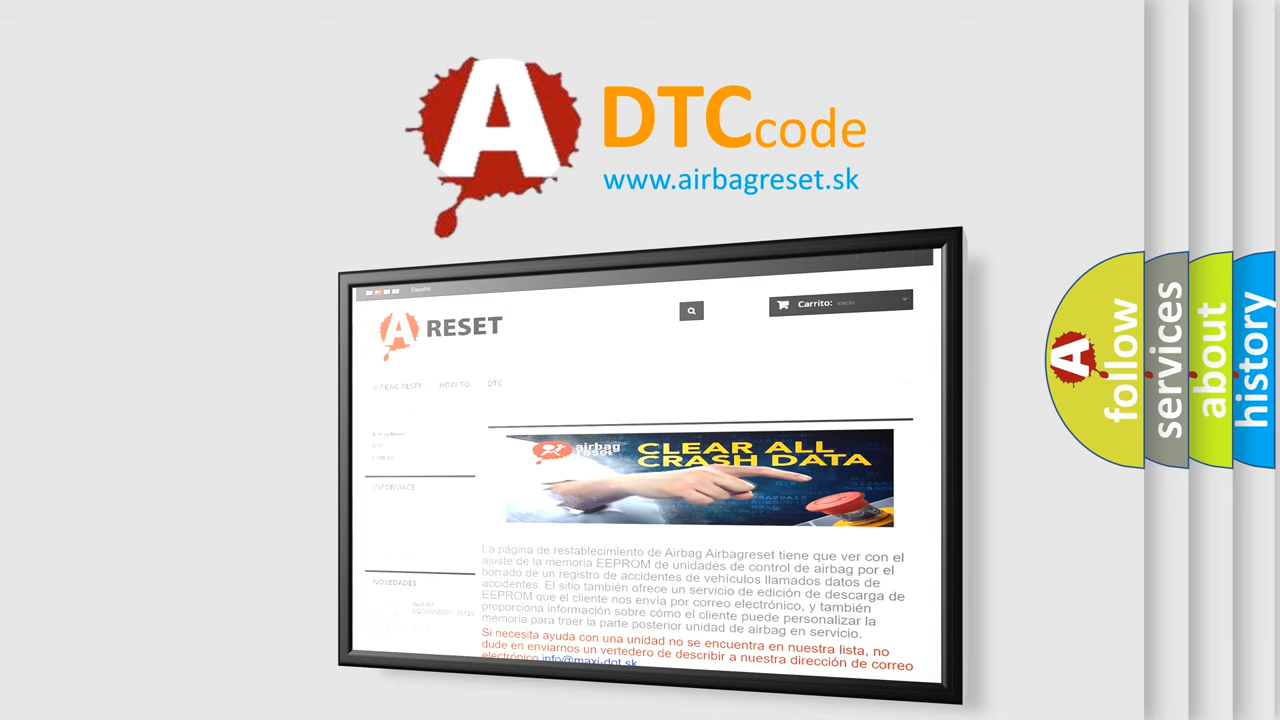 A DTCcode
www.airbagreset.sk
Español
A RESET
Carrito: vacío
AIRBAG RESET HOW TO DTC
HOW TO
INFORMACE
NOVEDADES
airbag
reset
CLEAR ALL
CRASH DATA
La página de restablecimiento de Airbag Airbagreset tiene que ver con el
ajuste de la memoria EEPROM de unidades de control de airbag por el
borrado de un registro de accidentes de vehículos llamados datos de
accidentes. El sitio también ofrece un servicio de edición de descarga de
EEPROM que el cliente nos envía por correo electrónico, y también
proporciona información sobre cómo el cliente puede personalizar la
memoria para traer la parte posterior unidad de airbag en servicio.
Si necesita ayuda con una unidad no se encuentra en nuestra lista, no
dude en enviarnos un vertedero de describir a nuestra dirección de correo
electrónico info@maxi-dot.sk
A follow
services
about
history